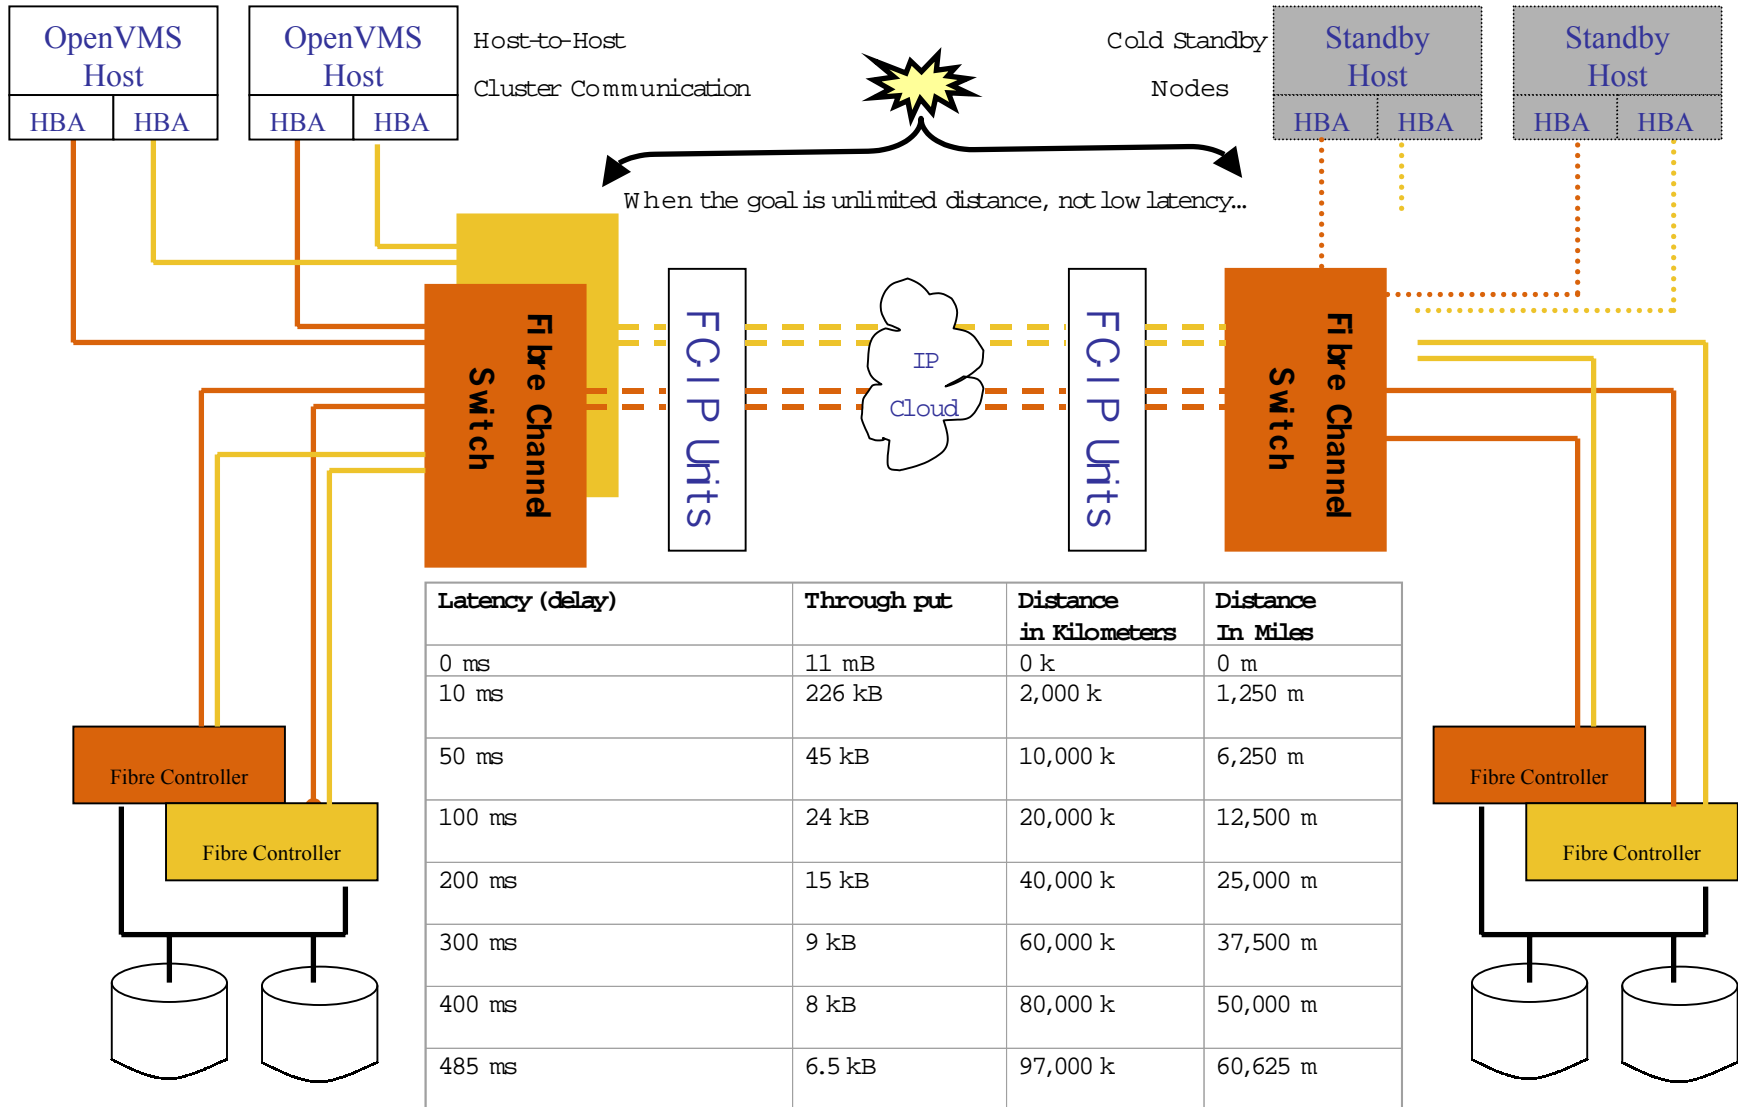 OpenVMS
Host
HBA HBA
OpenVMS
Host
HBA HBA
Host-to-Host
Cluster Communication
Cold Standby
Nodes
Standby
Host
HBA HBA
Standby
Host
HBA HBA
When the goal is unlimited distance, not low latency...
Fibre Channel
Switch
FC-IP Units
IP
Cloud
FC-IP Units
Fibre Channel
Switch
Latency (delay) Through put Distance in Kilometers Distance In Miles
0 ms 11 mB 0 k 0 m
10 ms 226 kB 2,000 k 1,250 m
50 ms 45 kB 10,000 k 6,250 m
100 ms 24 kB 20,000 k 12,500 m
200 ms 15 kB 40,000 k 25,000 m
300 ms 9 kB 60,000 k 37,500 m
400 ms 8 kB 80,000 k 50,000 m
485 ms 6.5 kB 97,000 k 60,625 m
Fibre Controller
Fibre Controller
Fibre Controller
Fibre Controller